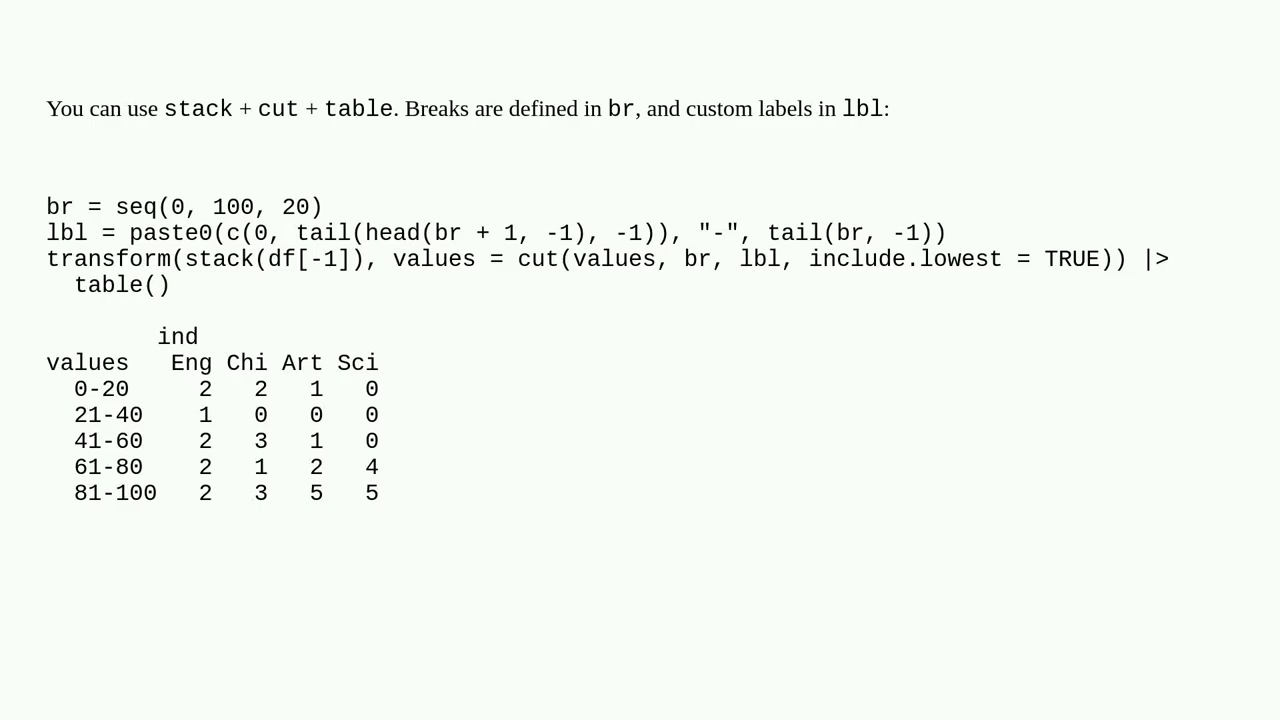 You can use stack + cut + table. Breaks are defined in br, and custom labels in lbl:
br = seq(0, 100, 20)
lbl = paste0(c(0, tail(head(br + 1, -1), -1)), "-", tail(br, -1))
transform(stack(df[-1]), values = cut(values, br, lbl, include.lowest = TRUE)) |>
  table()
        ind
values   Eng Chi Art Sci
  0-20     2   2   1   0
  21-40    1   0   0   0
  41-60    2   3   1   0
  61-80    2   1   2   4
  81-100   2   3   5   5